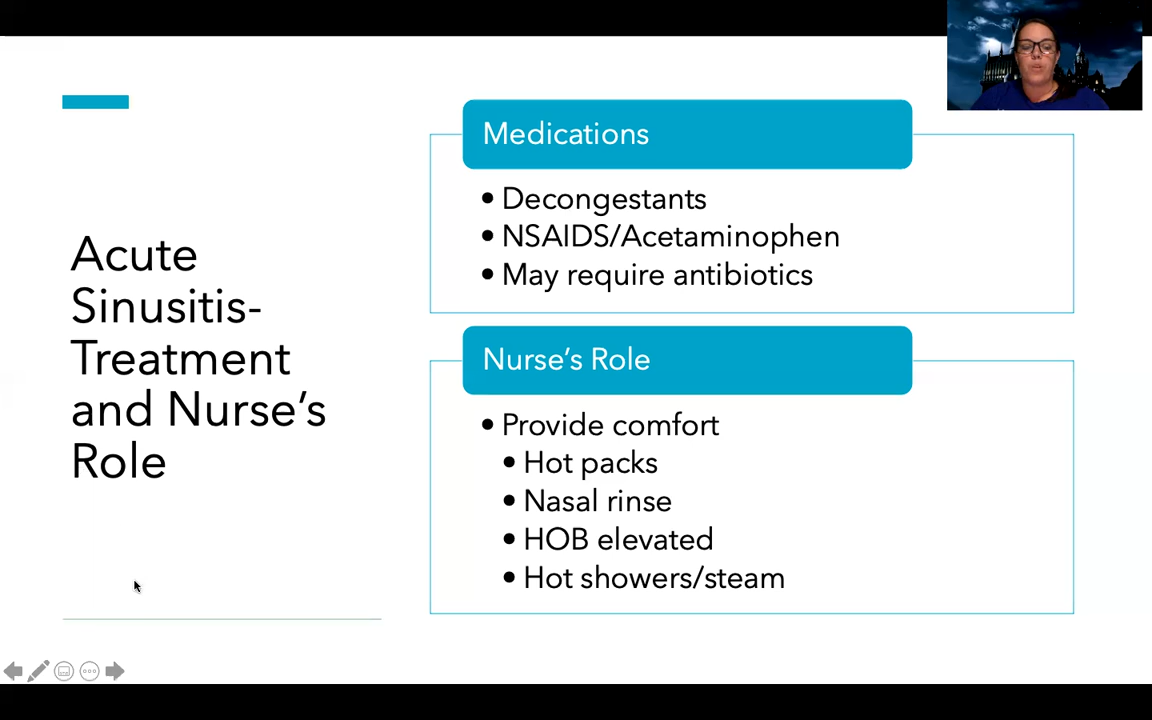 Acute
Sinusitis-
Treatment
and Nurse’s
Role
Medications
• Decongestants
• NSAIDS/Acetaminophen
• May require antibiotics
Nurse’s Role
• Provide comfort
• Hot packs
• Nasal rinse
• HOB elevated
• Hot showers/steam